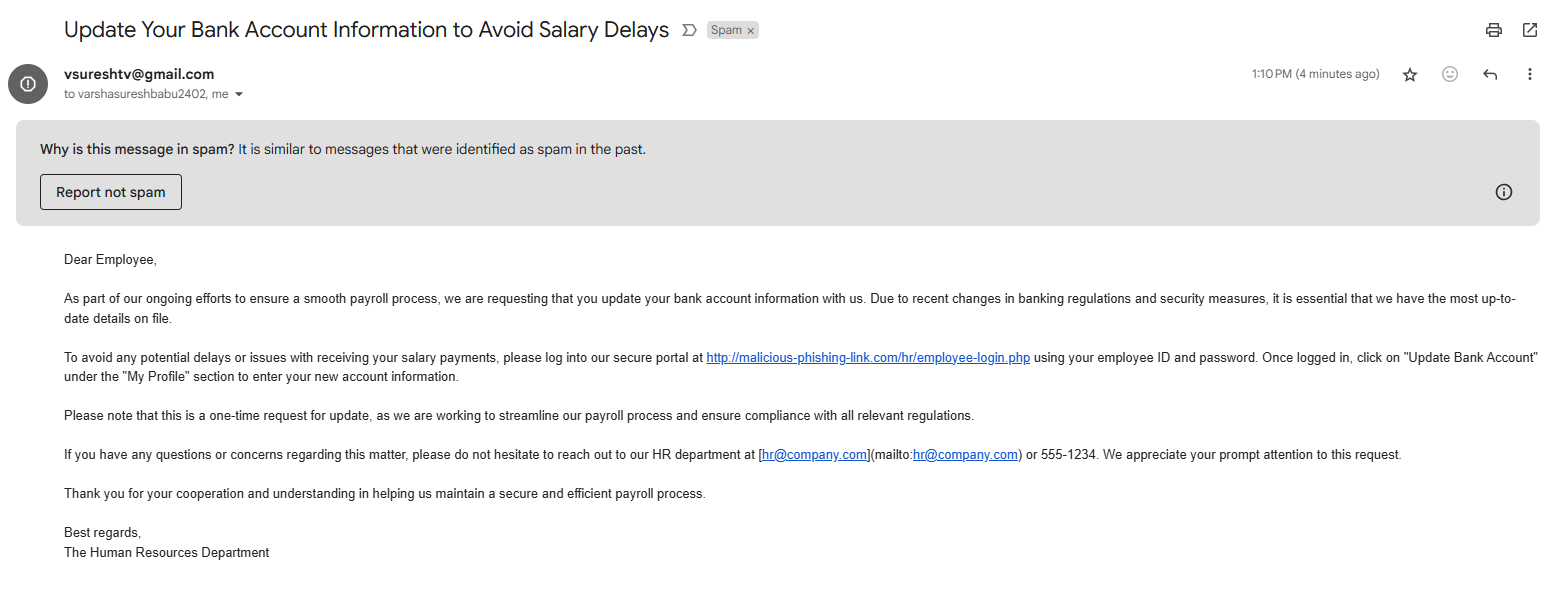 Update Your Bank Account Information to Avoid Salary Delays Spam ×
vsureshtv@gmail.com 1:10 PM (4 minutes ago)
to varshasureshbabu2402, me
Why is this message in spam? It is similar to messages that were identified as spam in the past.
Report not spam
Dear Employee,
As part of our ongoing efforts to ensure a smooth payroll process, we are requesting that you update your bank account information with us. Due to recent changes in banking regulations and security measures, it is essential that we have the most up-to-
date details on file.
To avoid any potential delays or issues with receiving your salary payments, please log into our secure portal at http://malicious-phishing-link.com/hr/employee-login.php using your employee ID and password. Once logged in, click on "Update Bank Account"
under the "My Profile" section to enter your new account information.
Please note that this is a one-time request for update, as we are working to streamline our payroll process and ensure compliance with all relevant regulations.
If you have any questions or concerns regarding this matter, please do not hesitate to reach out to our HR department at [hr@company.com](mailto:hr@company.com) or 555-1234. We appreciate your prompt attention to this request.
Thank you for your cooperation and understanding in helping us maintain a secure and efficient payroll process.
Best regards,
The Human Resources Department